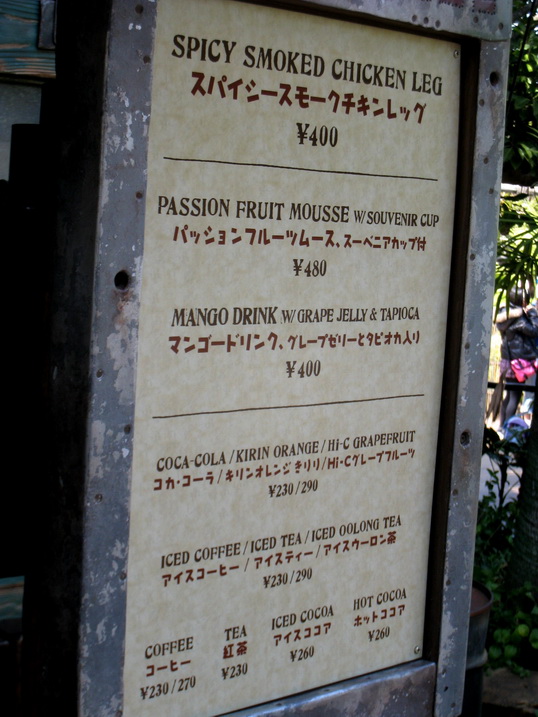 SPICY SMOKED CHICKEN LEG
スパイシースモークチキンレッグ
¥400
PASSION FRUIT MOUSSE W/SOUVENIR CUP
パッションフルーツムース、スーベニアカップ付
¥480
MANGO DRINK W/GRAPE JELLY & TAPIOCA
マンゴードリンク、グレープゼリーとタピオカ入り
¥400
COCA-COLA/KIRIN ORANGE/Hi-C GRAPEFRUIT
コカ・コーラ/キリンオレンジきりり/Hi-Cグレープフルーツ
¥230/290
ICED COFFEE/ICED TEA/ICED OOLONG TEA
アイスコーヒー/アイスティー/アイスウーロン茶
¥230/290
COFFEE TEA ICED COCOA HOT COCOA
コーヒー 紅茶 アイスココア ホットココア
¥230/270 ¥230 ¥260 ¥260